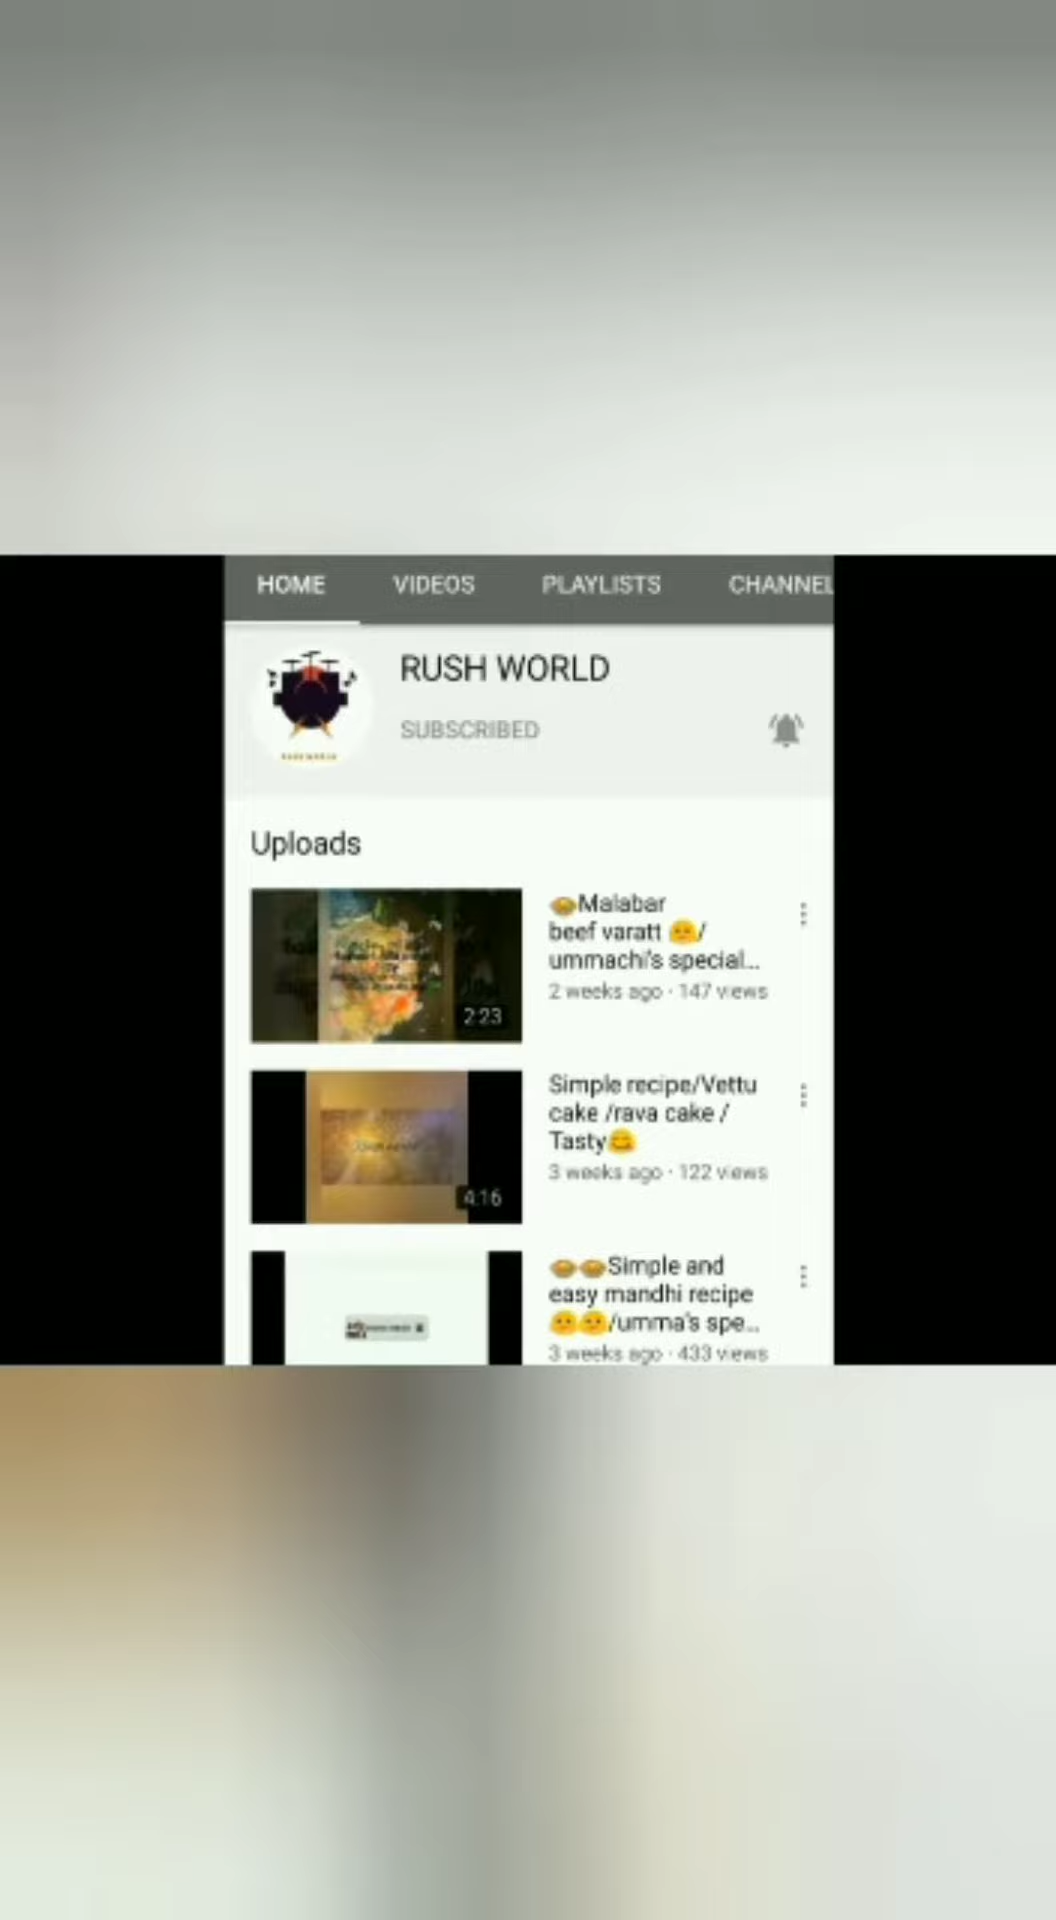 HOME VIDEOS PLAYLISTS CHANNEL
RUSH WORLD
SUBSCRIBED
Uploads
🥧Malabar
beef varatt 🤗/
ummachi's special...
2 weeks ago · 147 views
2:23
Simple recipe/Vettu
cake /rava cake /
Tasty😋
3 weeks ago · 122 views
4:16
🥧🥧Simple and
easy mandhi recipe
🤗🤗/umma's spe...
3 weeks ago · 433 views